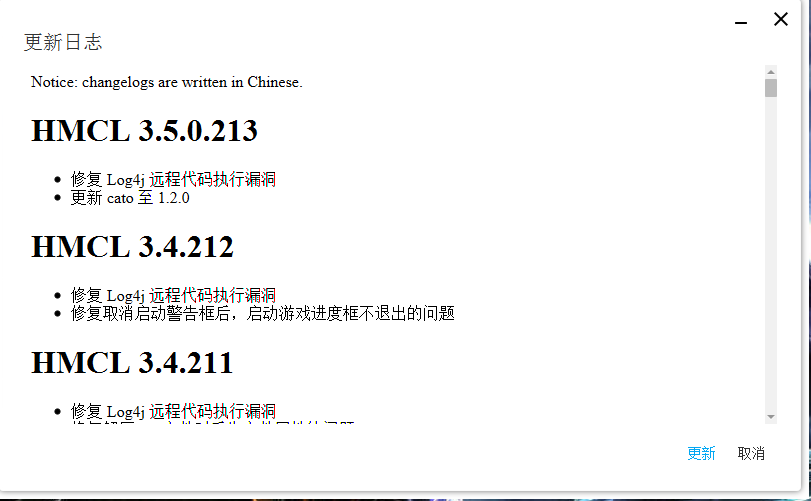 更新日志
Notice: changelogs are written in Chinese.
HMCL 3.5.0.213
修复 Log4j 远程代码执行漏洞
更新 cato 至 1.2.0
HMCL 3.4.212
修复 Log4j 远程代码执行漏洞
修复取消启动警告框后，启动游戏进度框不退出的问题
HMCL 3.4.211
修复 Log4j 远程代码执行漏洞
更新 取消